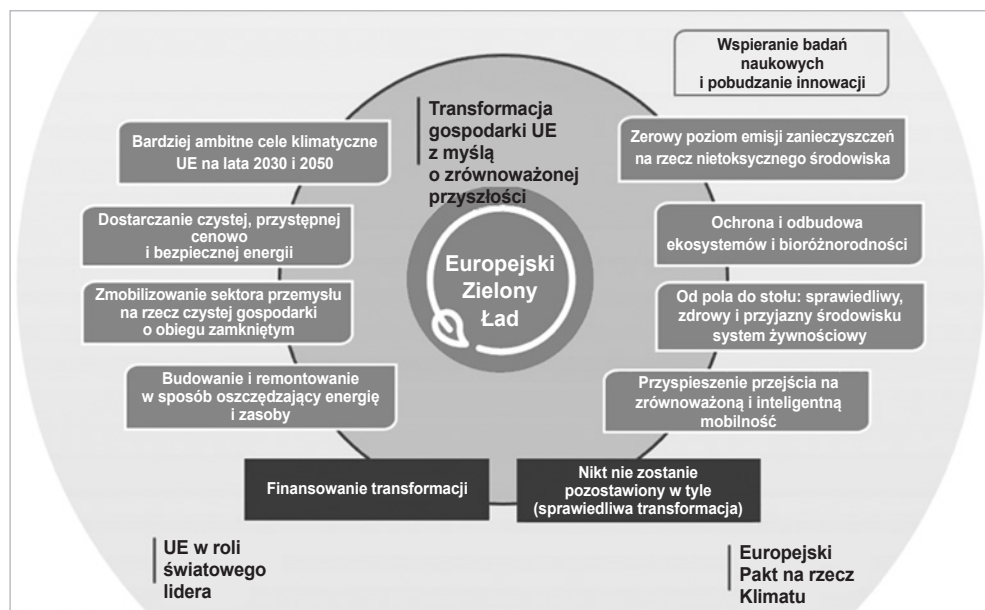 Wspieranie badań
naukowych
i pobudzanie innowacji
Transformacja
gospodarki UE
z myślą
o zrównoważonej
przyszłości
Bardziej ambitne cele klimatyczne
UE na lata 2030 i 2050
Dostarczanie czystej, przystępnej
cenowo
i bezpiecznej energii
Zmobilizowanie sektora przemysłu
na rzecz czystej gospodarki
o obiegu zamkniętym
Budowanie i remontowanie
w sposób oszczędzający energię
i zasoby
Europejski
Zielony
Ład
Zerowy poziom emisji zanieczyszczeń
na rzecz nietoksycznego środowiska
Ochrona i odbudowa
ekosystemów i bioróżnorodności
Od pola do stołu: sprawiedliwy,
zdrowy i przyjazny środowisku
system żywnościowy
Przyspieszenie przejścia na
zrównoważoną i inteligentną
mobilność
Finansowanie transformacji
Nikt nie zostanie
pozostawiony w tyle
(sprawiedliwa transformacja)
UE w roli
światowego
lidera
Europejski
Pakt na rzecz
Klimatu